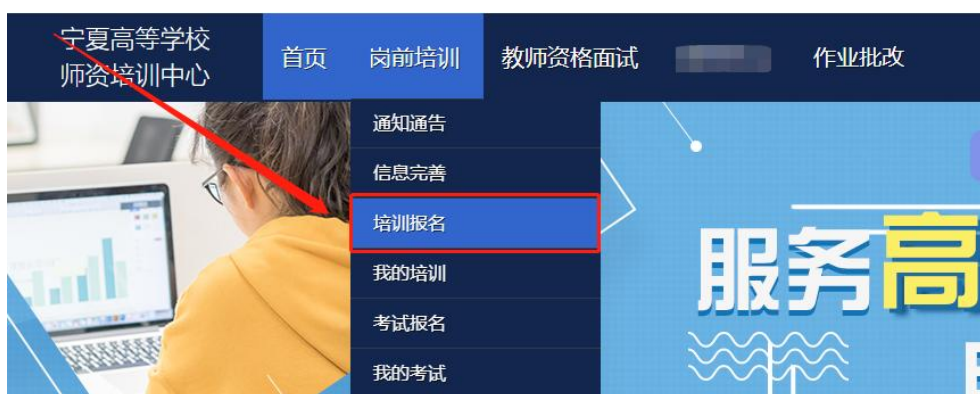 宁夏高等学校
师资培训中心
首页
岗前培训
教师资格面试
作业批改
通知通告
信息完善
培训报名
我的培训
考试报名
我的考试
服务高